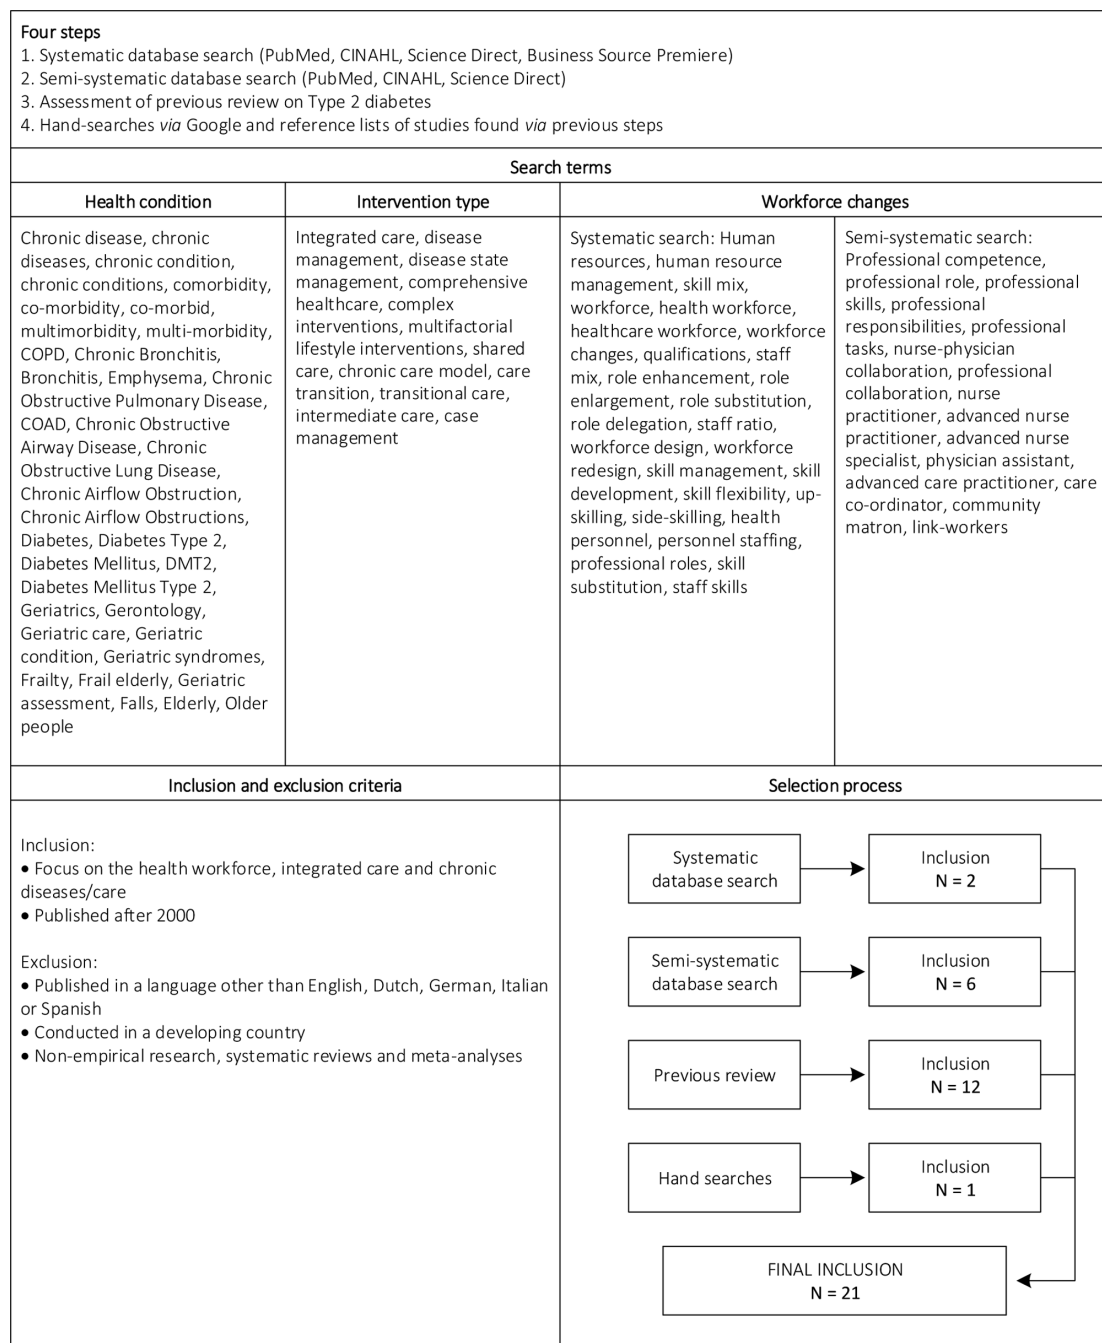 Four steps
1. Systematic database search (PubMed, CINAHL, Science Direct, Business Source Premiere)
2. Semi-systematic database search (PubMed, CINAHL, Science Direct)
3. Assessment of previous review on Type 2 diabetes
4. Hand-searches via Google and reference lists of studies found via previous steps
Search terms
Health condition
Chronic disease, chronic
diseases, chronic condition,
chronic conditions, comorbidity,
co-morbidity, co-morbid,
multimorbidity, multi-morbidity,
COPD, Chronic Bronchitis,
Bronchitis, Emphysema, Chronic
Obstructive Pulmonary Disease,
COAD, Chronic Obstructive
Airway Disease, Chronic
Obstructive Lung Disease,
Chronic Airflow Obstruction,
Chronic Airflow Obstructions,
Diabetes, Diabetes Type 2,
Diabetes Mellitus, DMT2,
Diabetes Mellitus Type 2,
Geriatrics, Gerontology,
Geriatric care, Geriatric
condition, Geriatric syndromes,
Frailty, Frail elderly, Geriatric
assessment, Falls, Elderly, Older
people
Intervention type
Integrated care, disease
management, disease state
management, comprehensive
healthcare, complex
interventions, multifactorial
lifestyle interventions, shared
care, chronic care model, care
transition, transitional care,
intermediate care, case
management
Workforce changes
Systematic search: Human
resources, human resource
management, skill mix,
workforce, health workforce,
healthcare workforce, workforce
changes, qualifications, staff
mix, role enhancement, role
enlargement, role substitution,
role delegation, staff ratio,
workforce design, workforce
redesign, skill management, skill
development, skill flexibility, up-
skilling, side-skilling, health
personnel, personnel staffing,
professional roles, skill
substitution, staff skills
Semi-systematic search:
Professional competence,
professional role, professional
skills, professional
responsibilities, professional
tasks, nurse-physician
collaboration, professional
collaboration, nurse
practitioner, advanced nurse
practitioner, advanced nurse
specialist, physician assistant,
advanced care practitioner, care
co-ordinator, community
matron, link-workers
Inclusion and exclusion criteria
Inclusion:
• Focus on the health workforce, integrated care and chronic
diseases/care
• Published after 2000
Exclusion:
• Published in a language other than English, Dutch, German, Italian
or Spanish
• Conducted in a developing country
• Non-empirical research, systematic reviews and meta-analyses
Selection process
Systematic
database search
Inclusion
N = 2
Semi-systematic
database search
Inclusion
N = 6
Previous review
Inclusion
N = 12
Hand searches
Inclusion
N = 1
FINAL INCLUSION
N = 21